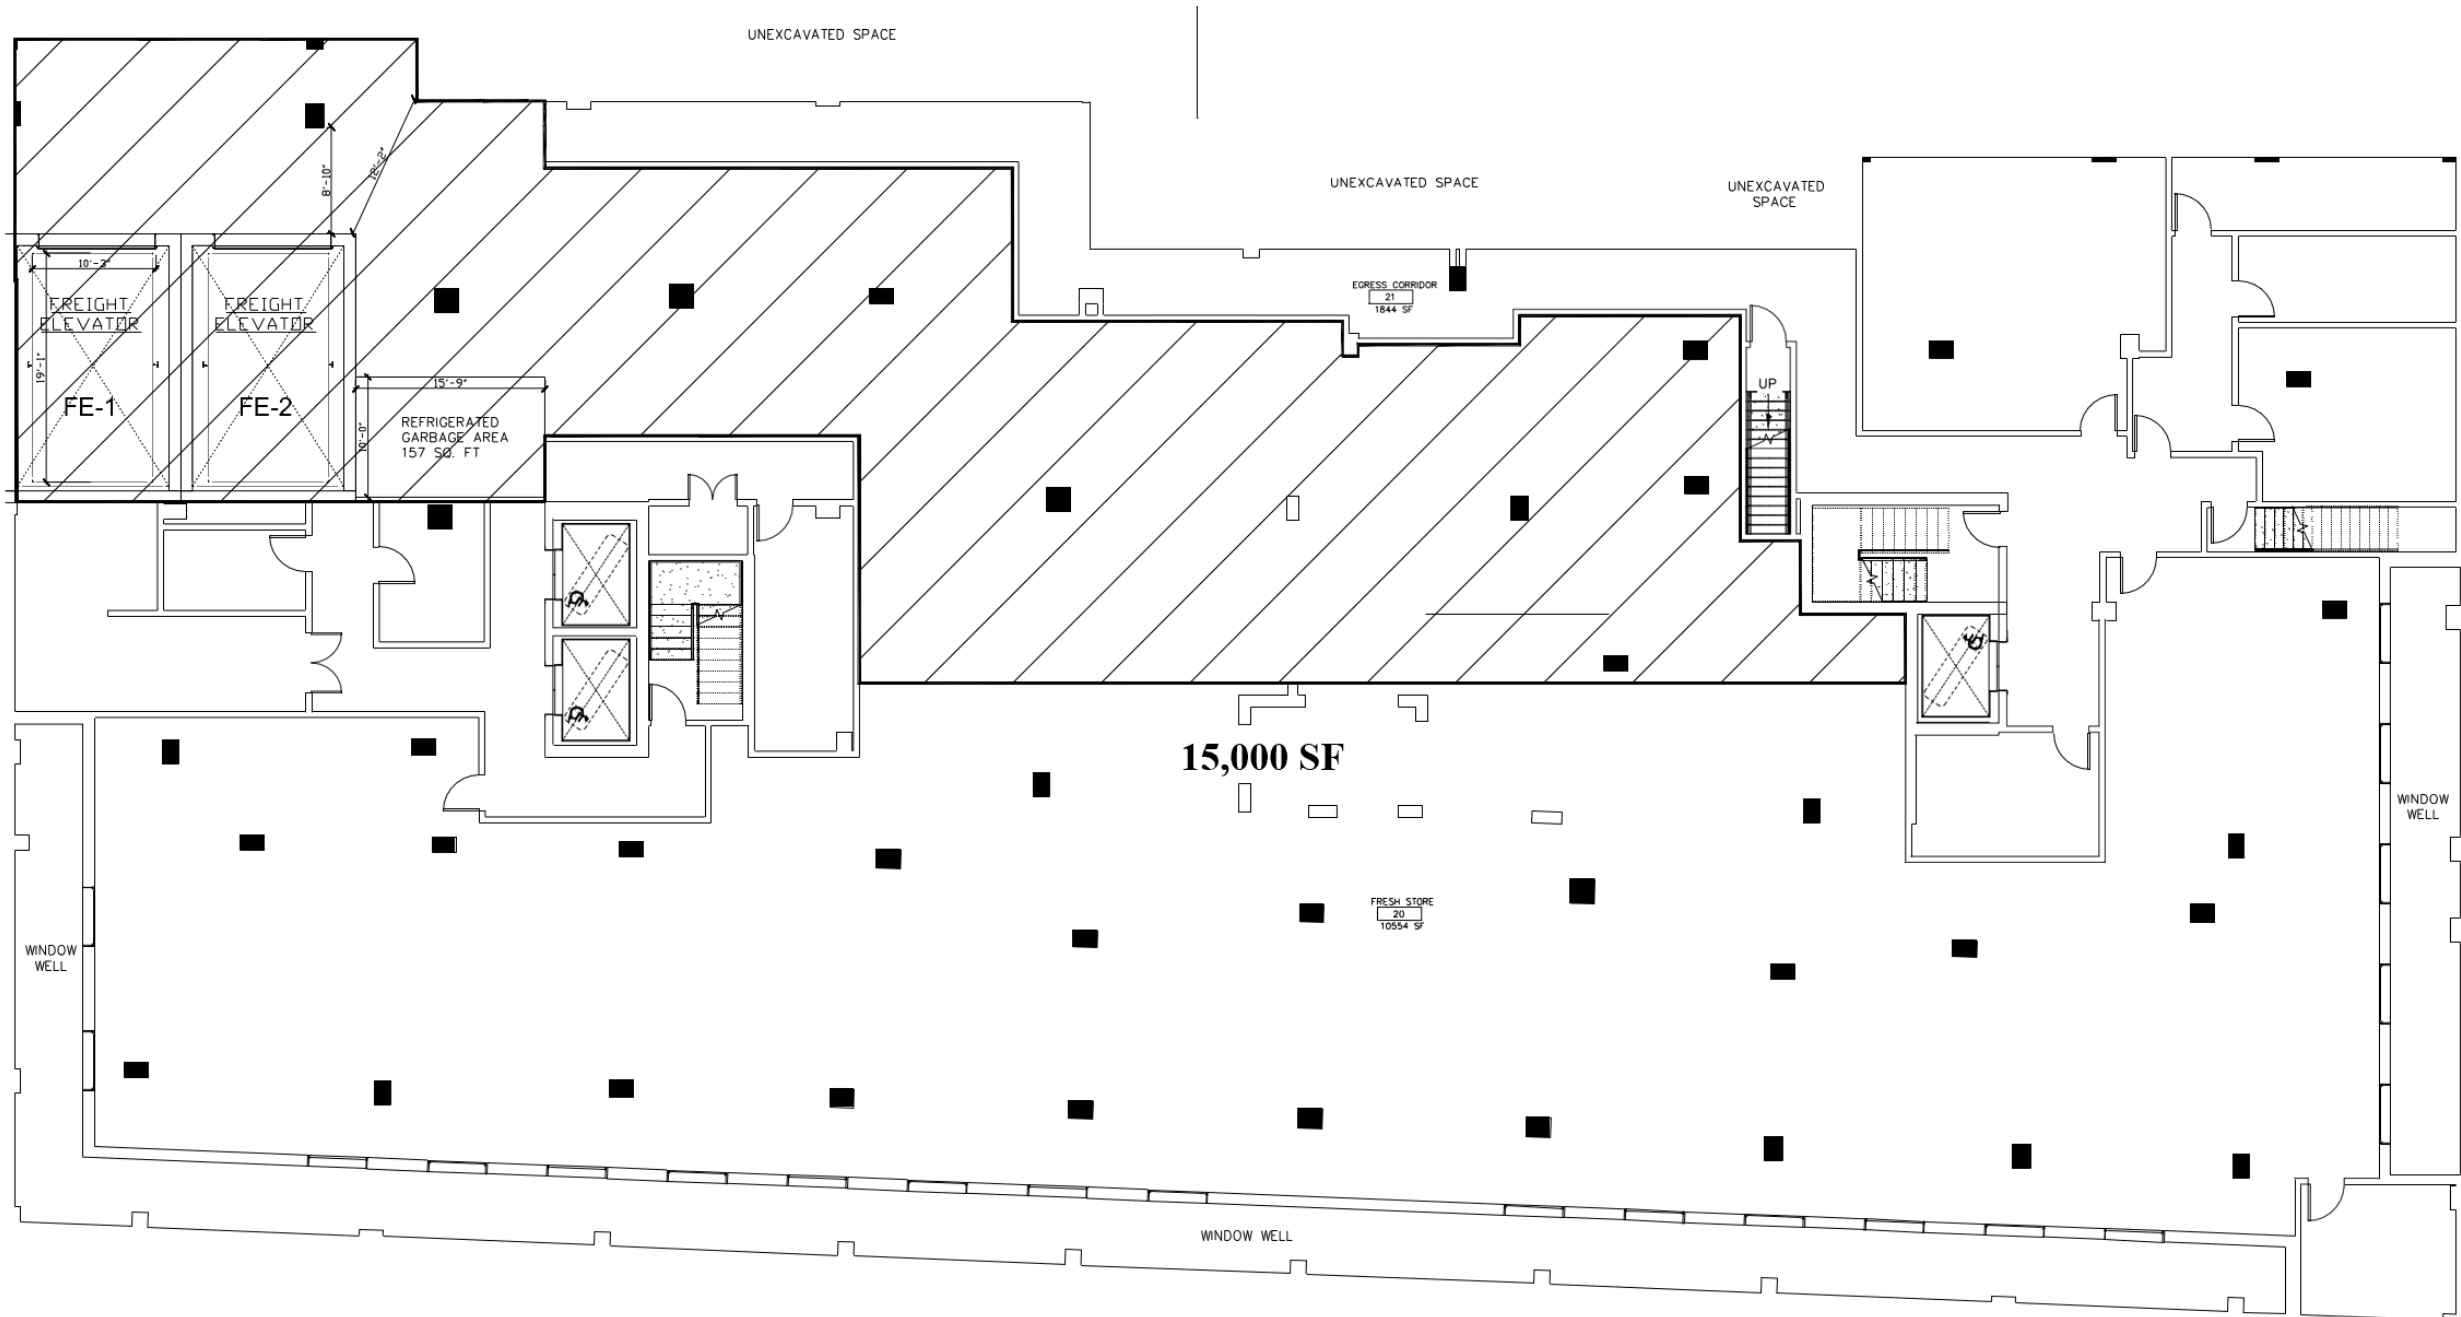 UNEXCAVATED SPACE
8'-10"
12'-2"
UNEXCAVATED SPACE
UNEXCAVATED
SPACE
10'-3"
FREIGHT
ELEVATOR
FREIGHT
ELEVATOR
19'-1"
FE-1
FE-2
15'-9"
10'-0"
REFRIGERATED
GARBAGE AREA
157 SQ. FT
EGRESS CORRIDOR
21
1844 SF
UP
15,000 SF
WINDOW
WELL
FRESH STORE
20
10554 SF
WINDOW
WELL
WINDOW WELL